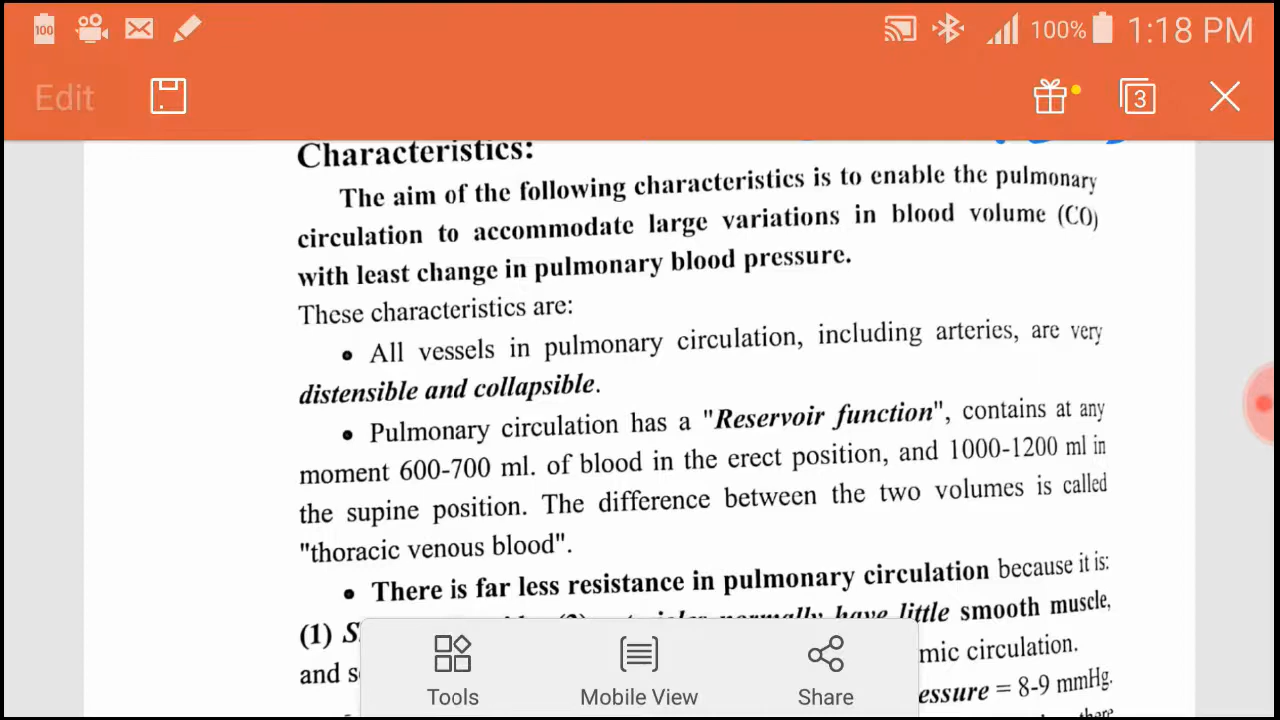 100
100% 1:18 PM
Edit
3
Characteristics:
The aim of the following characteristics is to enable the pulmonary
circulation to accommodate large variations in blood volume (CO)
with least change in pulmonary blood pressure.
These characteristics are:
• All vessels in pulmonary circulation, including arteries, are very
distensible and collapsible.
• Pulmonary circulation has a "Reservoir function", contains at any
moment 600-700 ml. of blood in the erect position, and 1000-1200 ml in
the supine position. The difference between the two volumes is called
"thoracic venous blood".
• There is far less resistance in pulmonary circulation because it is:
(1) normally have little smooth muscle,
and mic circulation.
essure = 8-9 mmHg.
there
Tools
Mobile View
Share